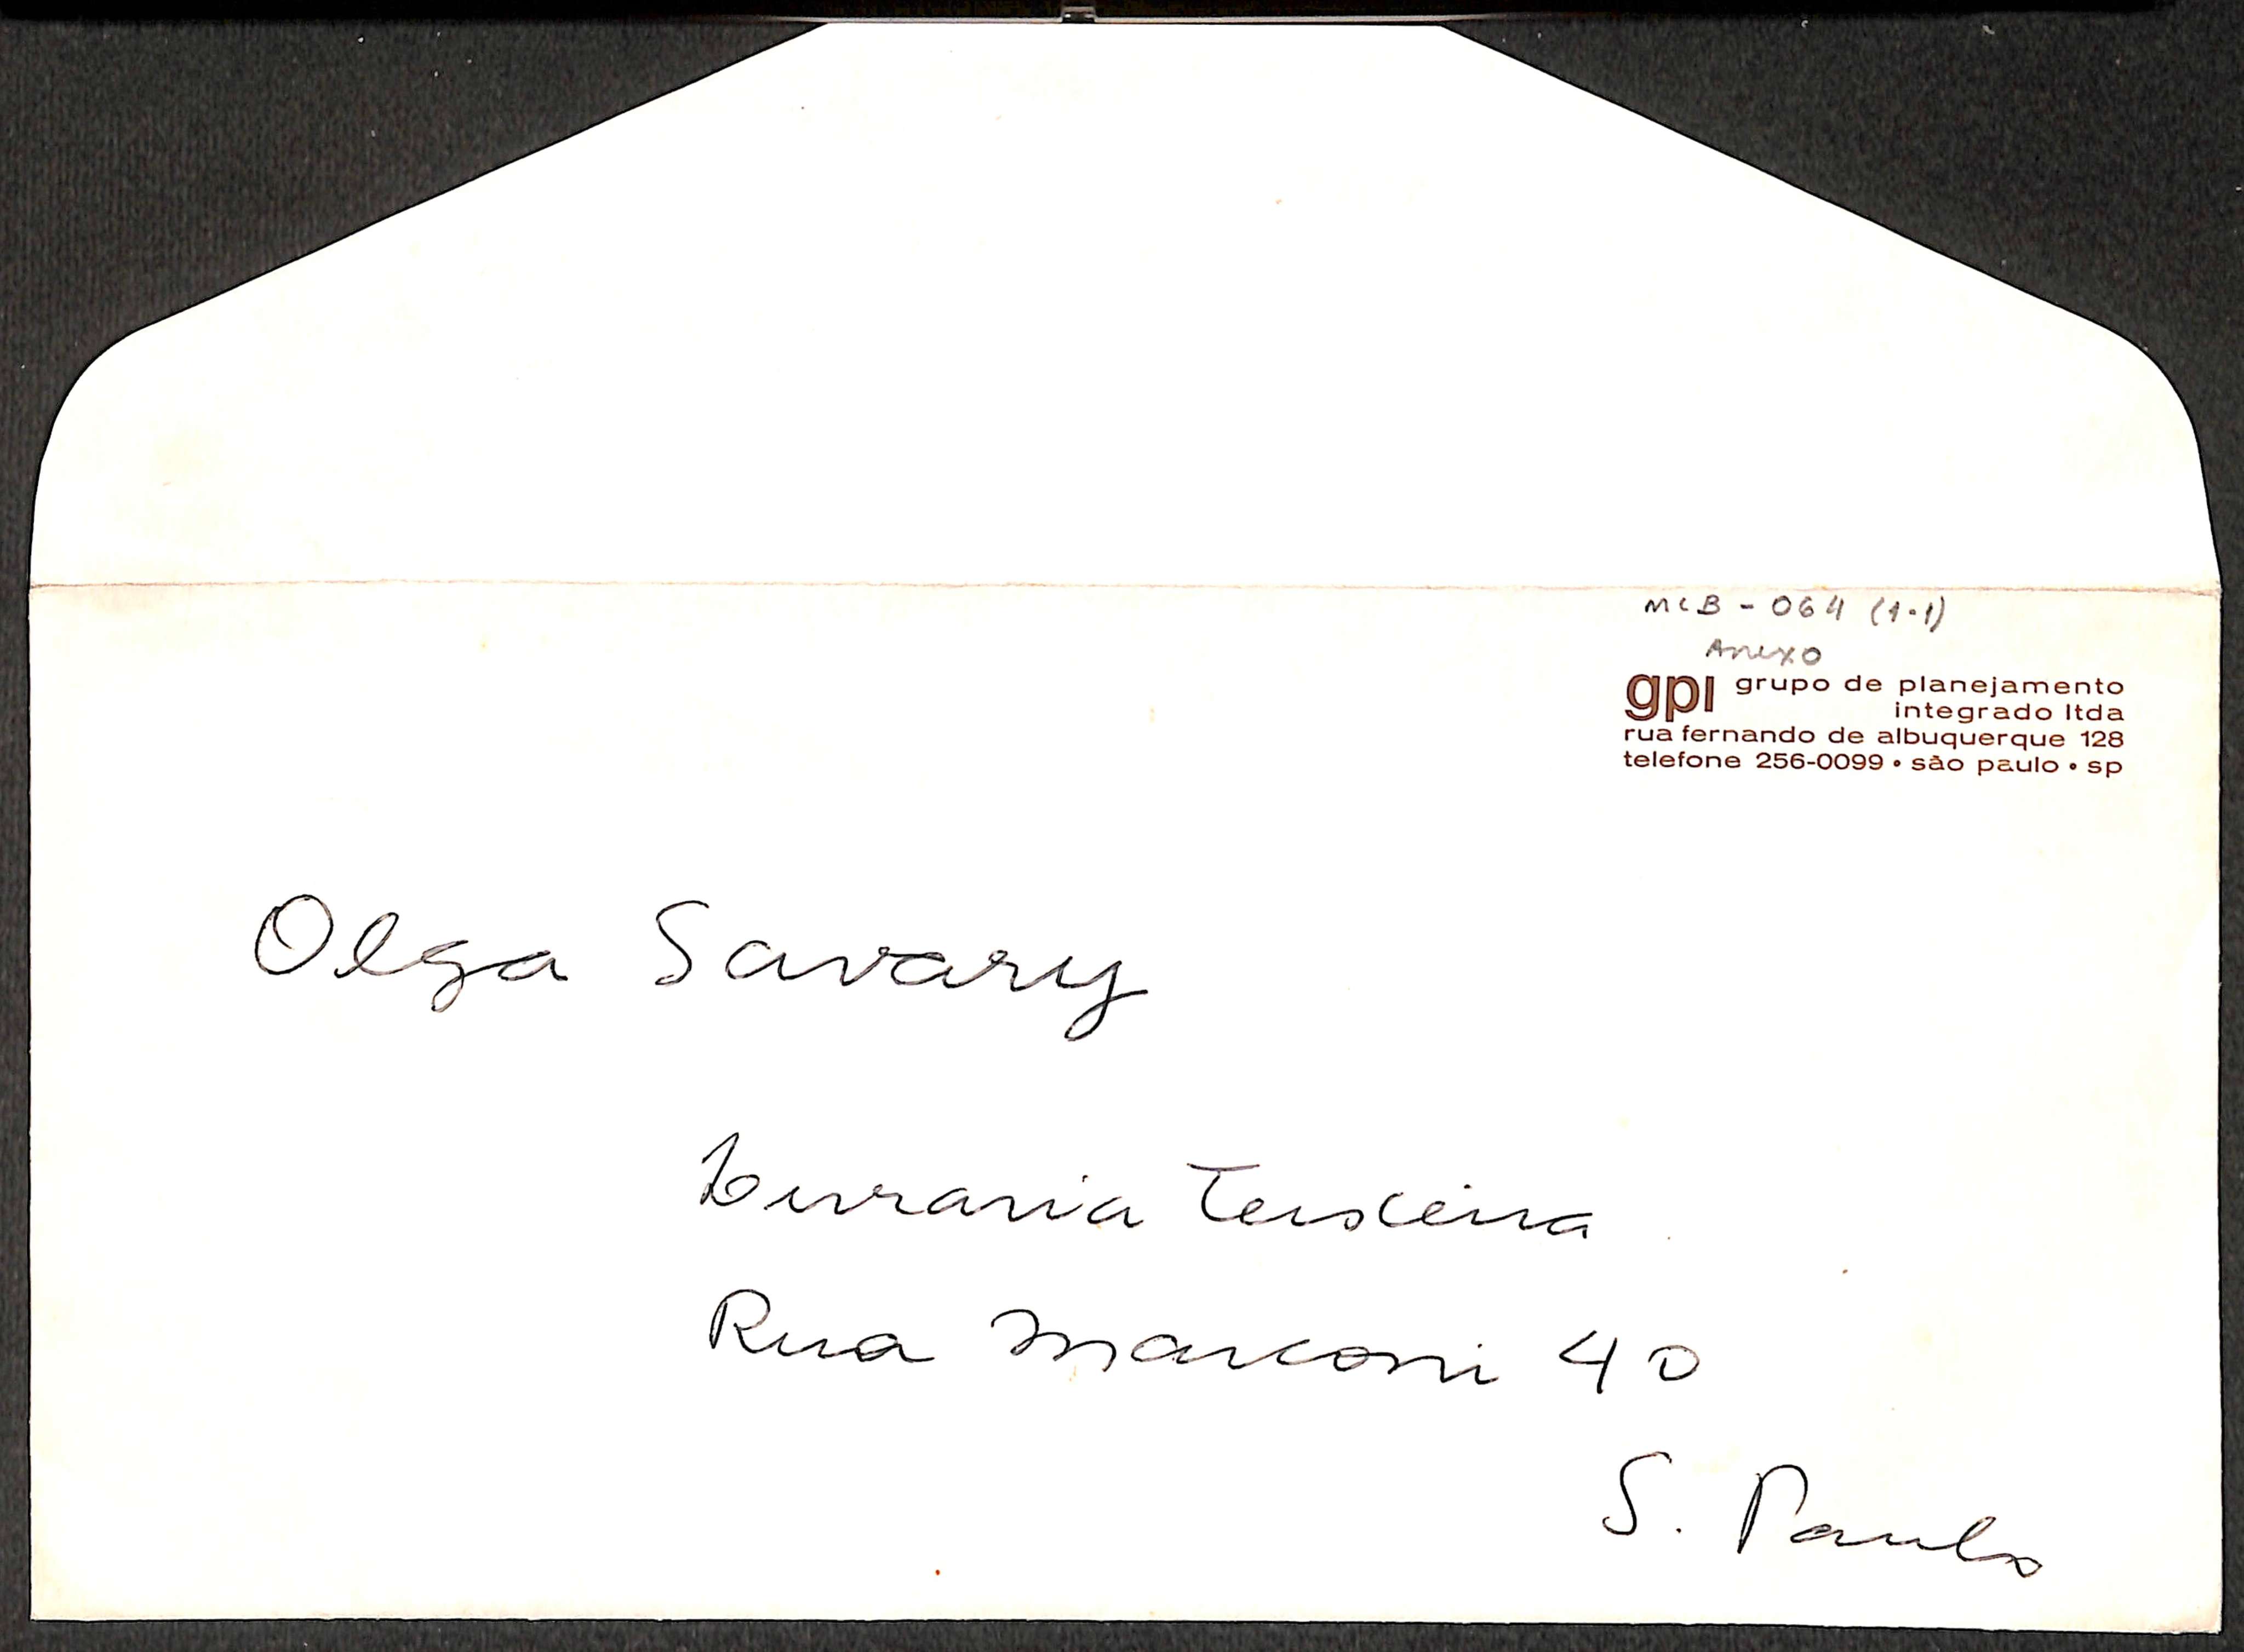 MCB - 064 (1-1)
Anexo
gpi grupo de planejamento
integrado ltda
rua fernando de albuquerque 128
telefone 256-0099 • são paulo • sp
Olga Savary
Livraria Teixeira
Rua Marconi 40
S. Paulo